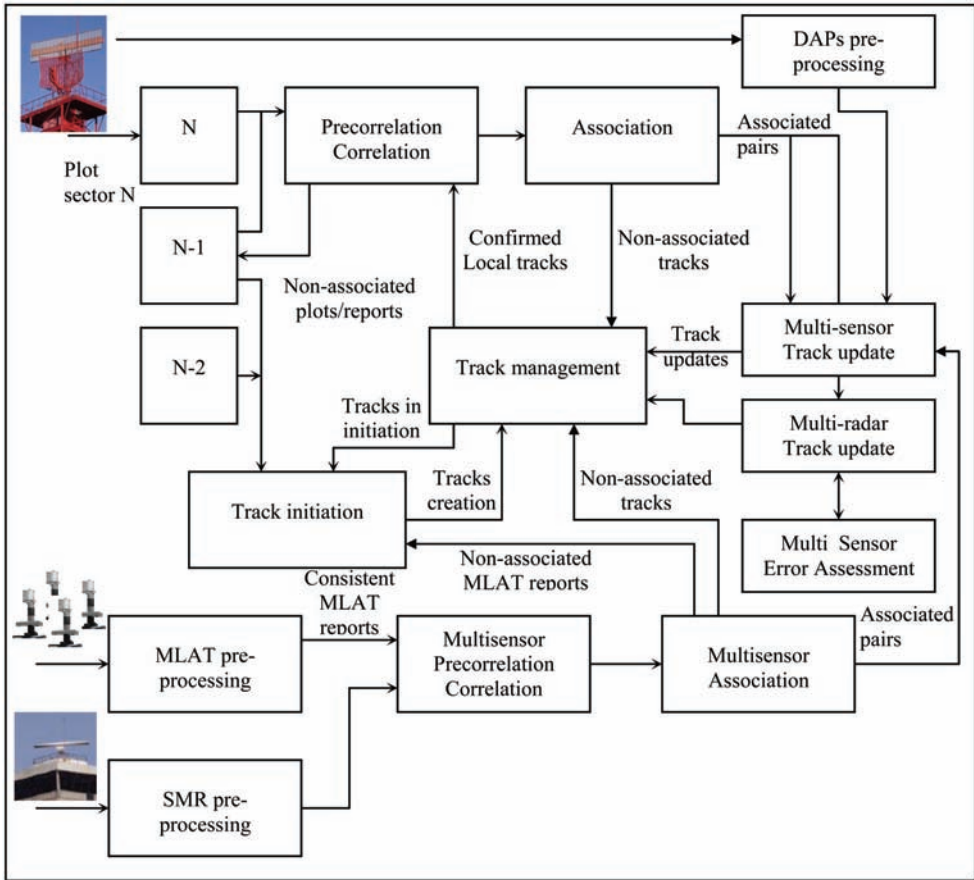 DAPs pre-
processing
N
Precorrelation
Correlation
Association
Associated
pairs
Plot
sector N
N-1
Confirmed
Local tracks
Non-associated
tracks
Non-associated
plots/reports
Multi-sensor
Track update
Track
updates
Track management
N-2
Tracks in
initiation
Multi-radar
Track update
Tracks
creation
Non-associated
tracks
Track initiation
Multi Sensor
Error Assessment
Non-associated
MLAT reports
Consistent
MLAT
reports
Associated
pairs
MLAT pre-
processing
Multisensor
Precorrelation
Correlation
Multisensor
Association
SMR pre-
processing